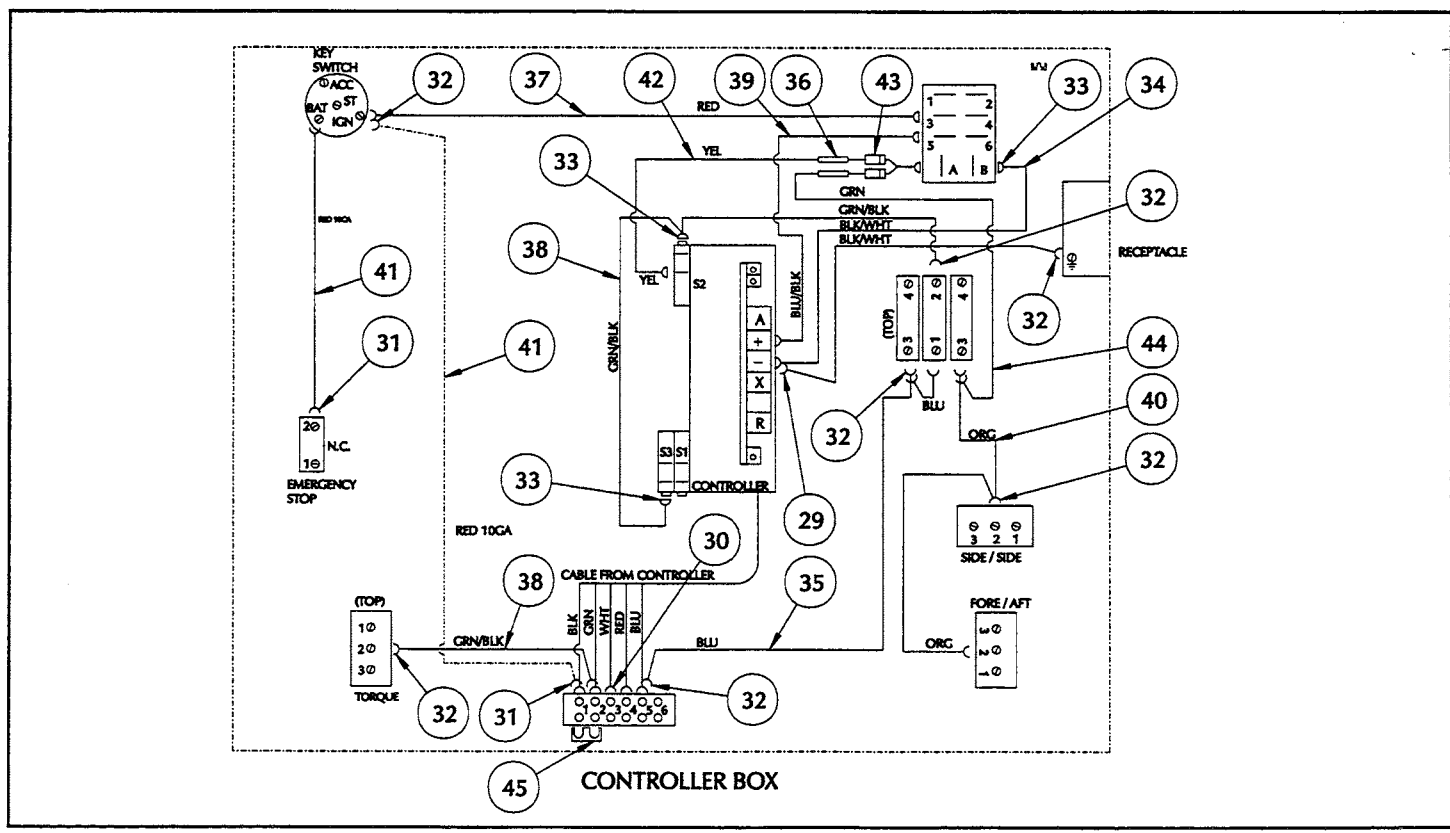 KEY
SWITCH
ACC
BAT
ST
IGN
32
37
42
39
36
43
33
34
RED
1 2
3 4
5 6
A B
YEL
33
GRN
GRN/BLK
BLK/WHT
BLK/WHT
32
RECEPTACLE
RED 10GA
41
38
YEL
S2
BLU/BLK
32
GRN/BLK
A
+
−
X
R
(TOP)
4 2 4
3 1 3
31
41
44
32
BLU
40
2
N.C.
1
EMERGENCY
STOP
S3 S1
CONTROLLER
33
29
ORG
32
3 2 1
SIDE / SIDE
RED 10GA
30
CABLE FROM CONTROLLER
38
35
BLK
GRN
WHT
RED
BLU
(TOP)
1
2
3
TORQUE
GRN/BLK
BLU
FORE / AFT
3
2
1
ORG
32
31
32
1 2 3 4 5 6
45
CONTROLLER BOX